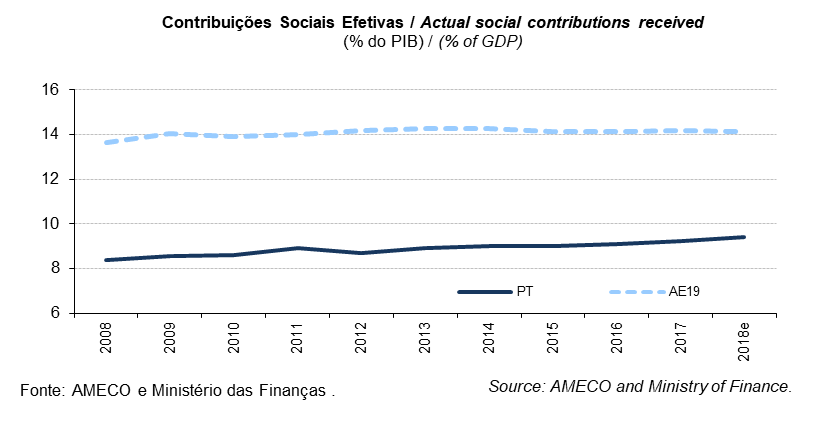 Contribuições Sociais Efetivas / Actual social contributions received
(% do PIB) / (% of GDP)
16
14
12
10
8
6
PT
AE19
2008
2009
2010
2011
2012
2013
2014
2015
2016
2017
2018e
Fonte: AMECO e Ministério das Finanças .
Source: AMECO and Ministry of Finance.